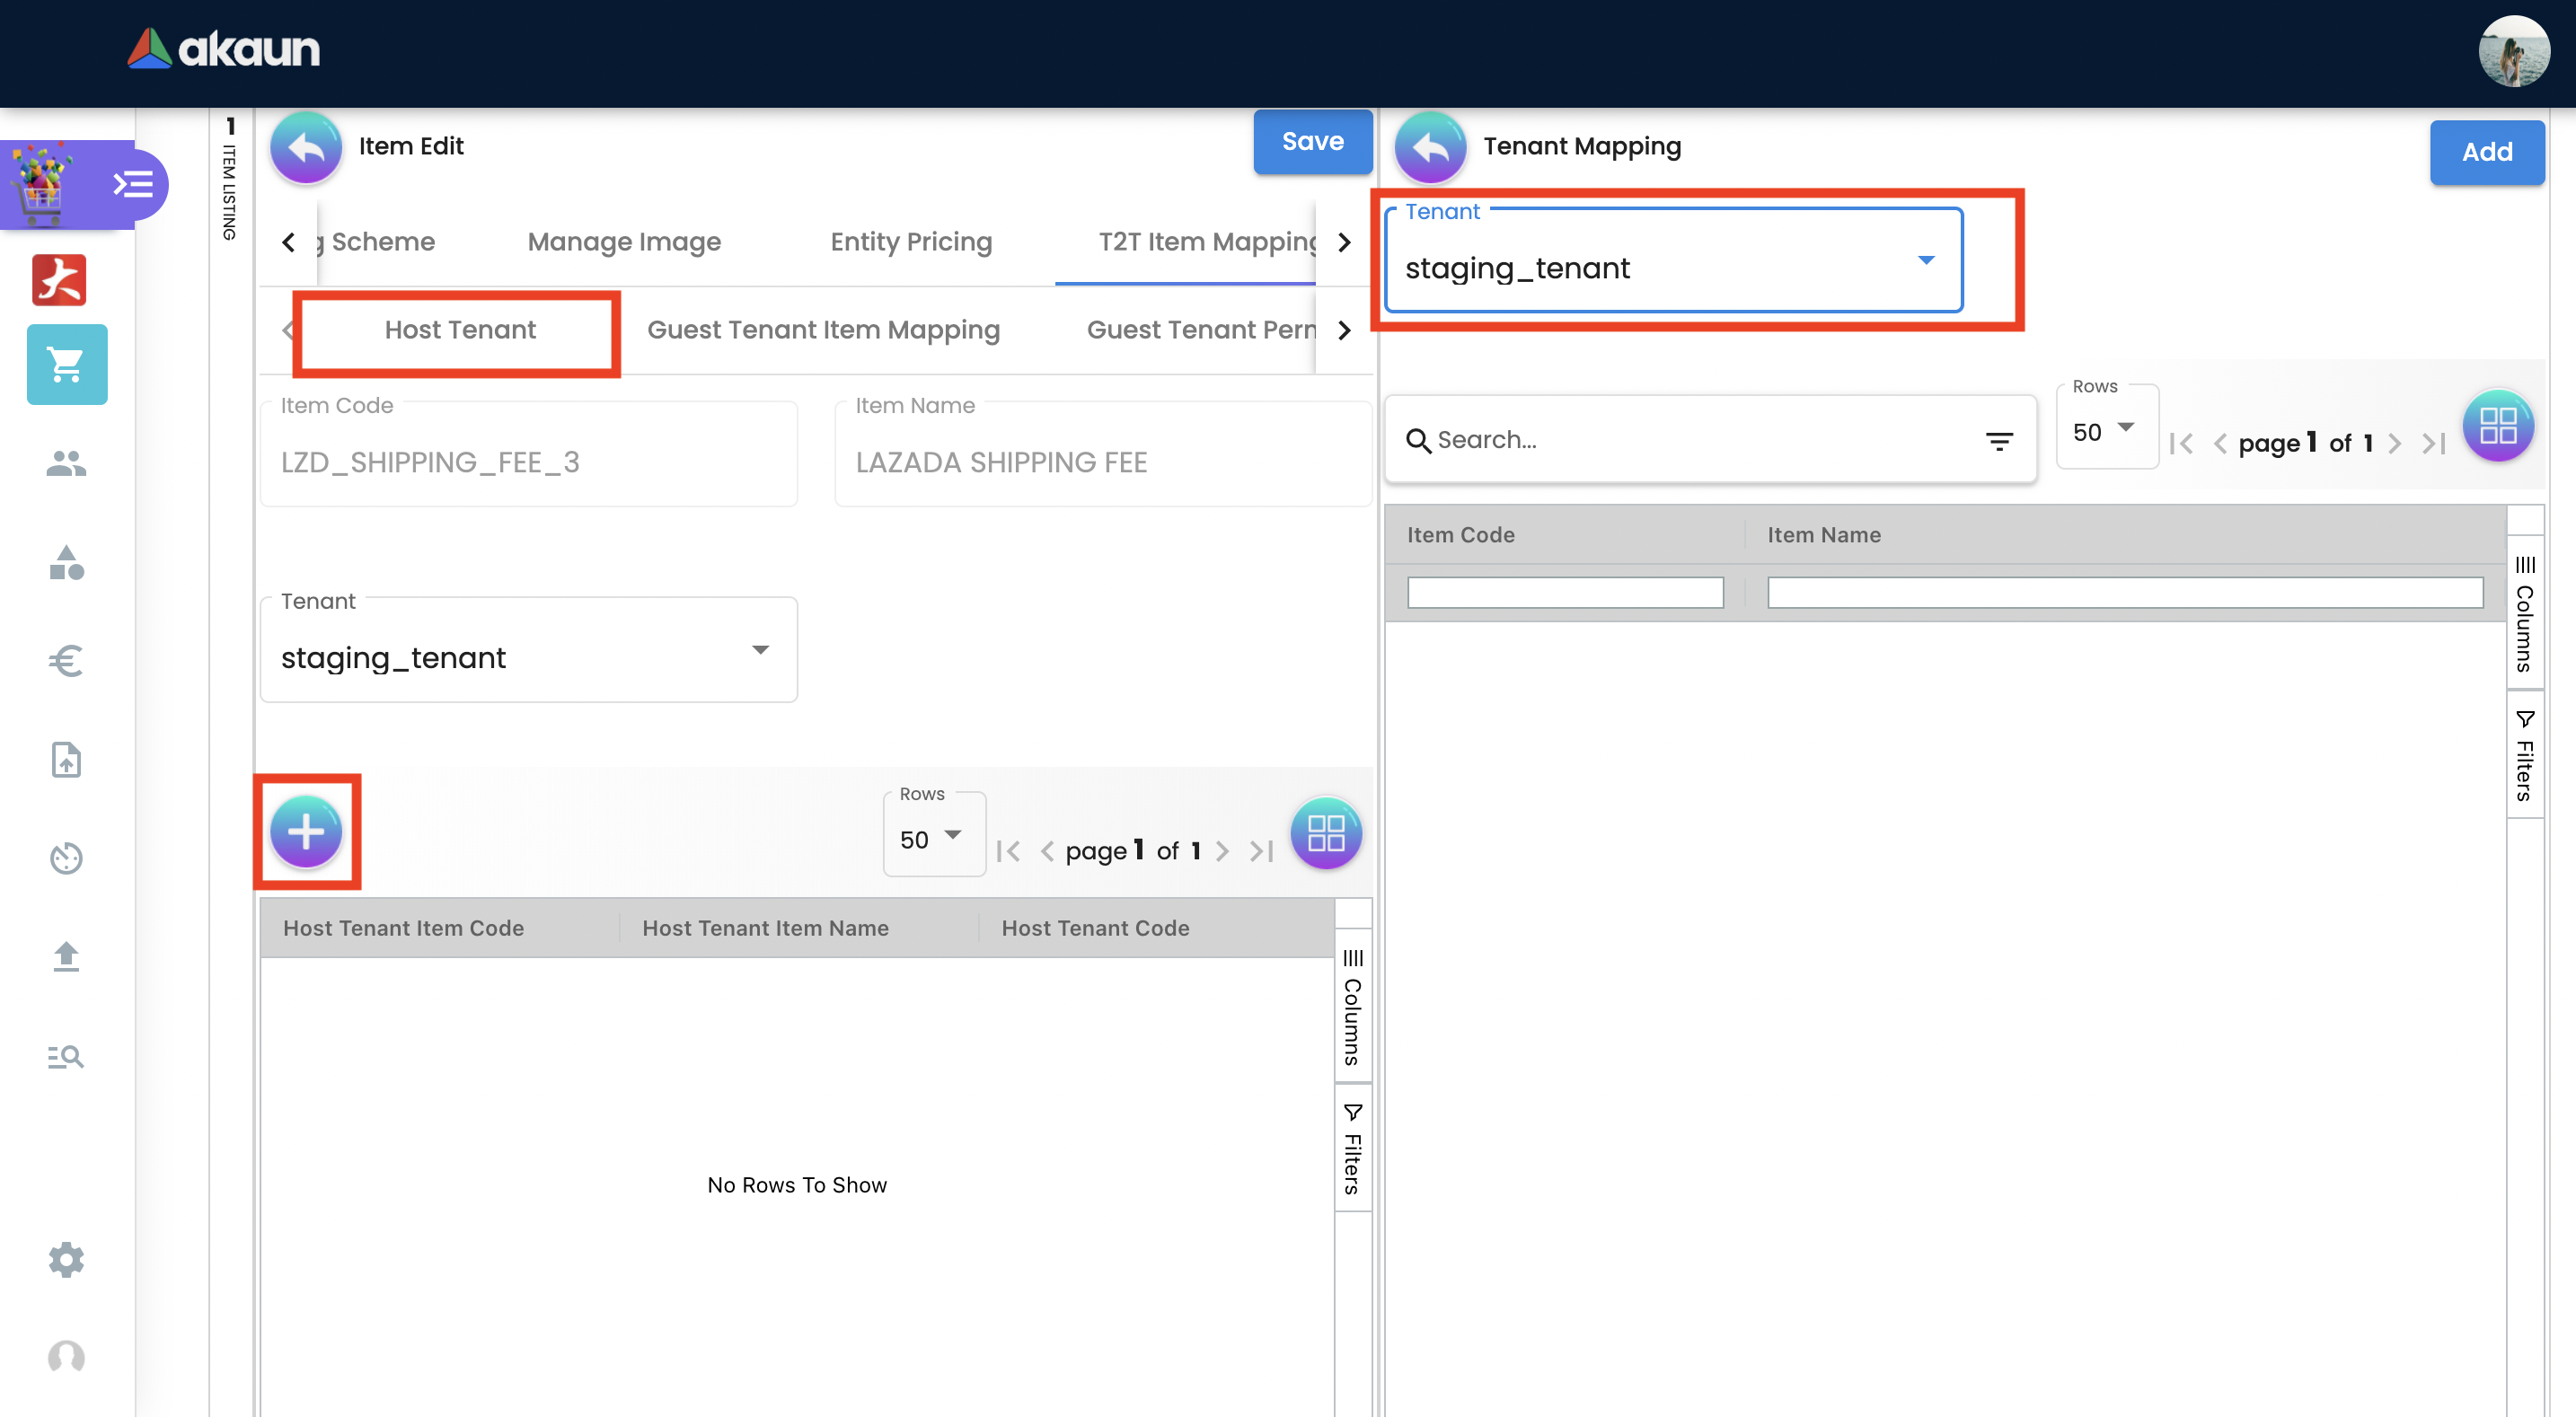 akaun
1 ITEM LISTING
Item Edit
Save
g Scheme
Manage Image
Entity Pricing
T2T Item Mapping
Host Tenant
Guest Tenant Item Mapping
Guest Tenant Perm
Item Code
LZD_SHIPPING_FEE_3
Item Name
LAZADA SHIPPING FEE
Tenant
staging_tenant
Rows
50
page 1 of 1
Host Tenant Item Code
Host Tenant Item Name
Host Tenant Code
Columns
Filters
No Rows To Show
Tenant Mapping
Add
Tenant
staging_tenant
Search...
Rows
50
page 1 of 1
Item Code
Item Name
Columns
Filters